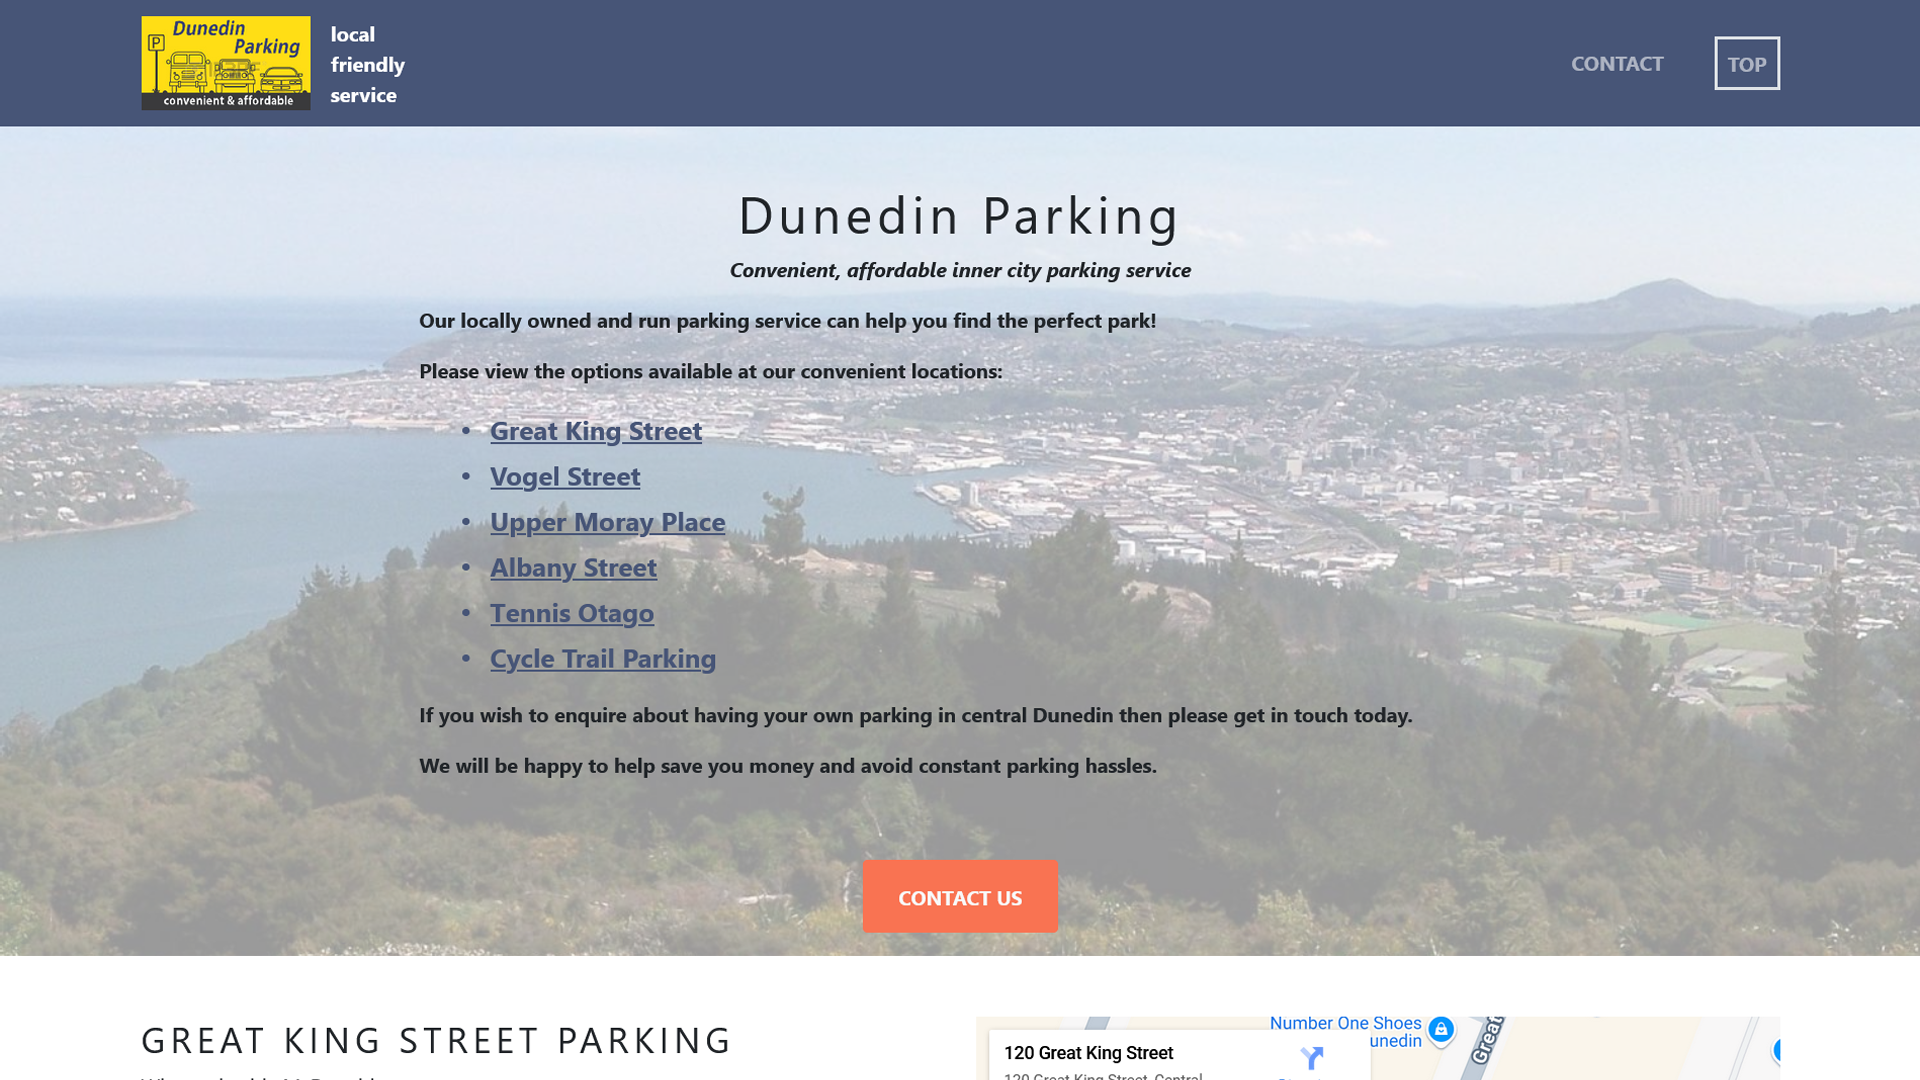 Dunedin
Parking
P
convenient & affordable
local
friendly
service
CONTACT
TOP
Dunedin Parking
Convenient, affordable inner city parking service
Our locally owned and run parking service can help you find the perfect park!
Please view the options available at our convenient locations:
• Great King Street
• Vogel Street
• Upper Moray Place
• Albany Street
• Tennis Otago
• Cycle Trail Parking
If you wish to enquire about having your own parking in central Dunedin then please get in touch today.
We will be happy to help save you money and avoid constant parking hassles.
CONTACT US
GREAT KING STREET PARKING
Number One Shoes
unedin
Great
120 Great King Street
120 Great King Street, Central